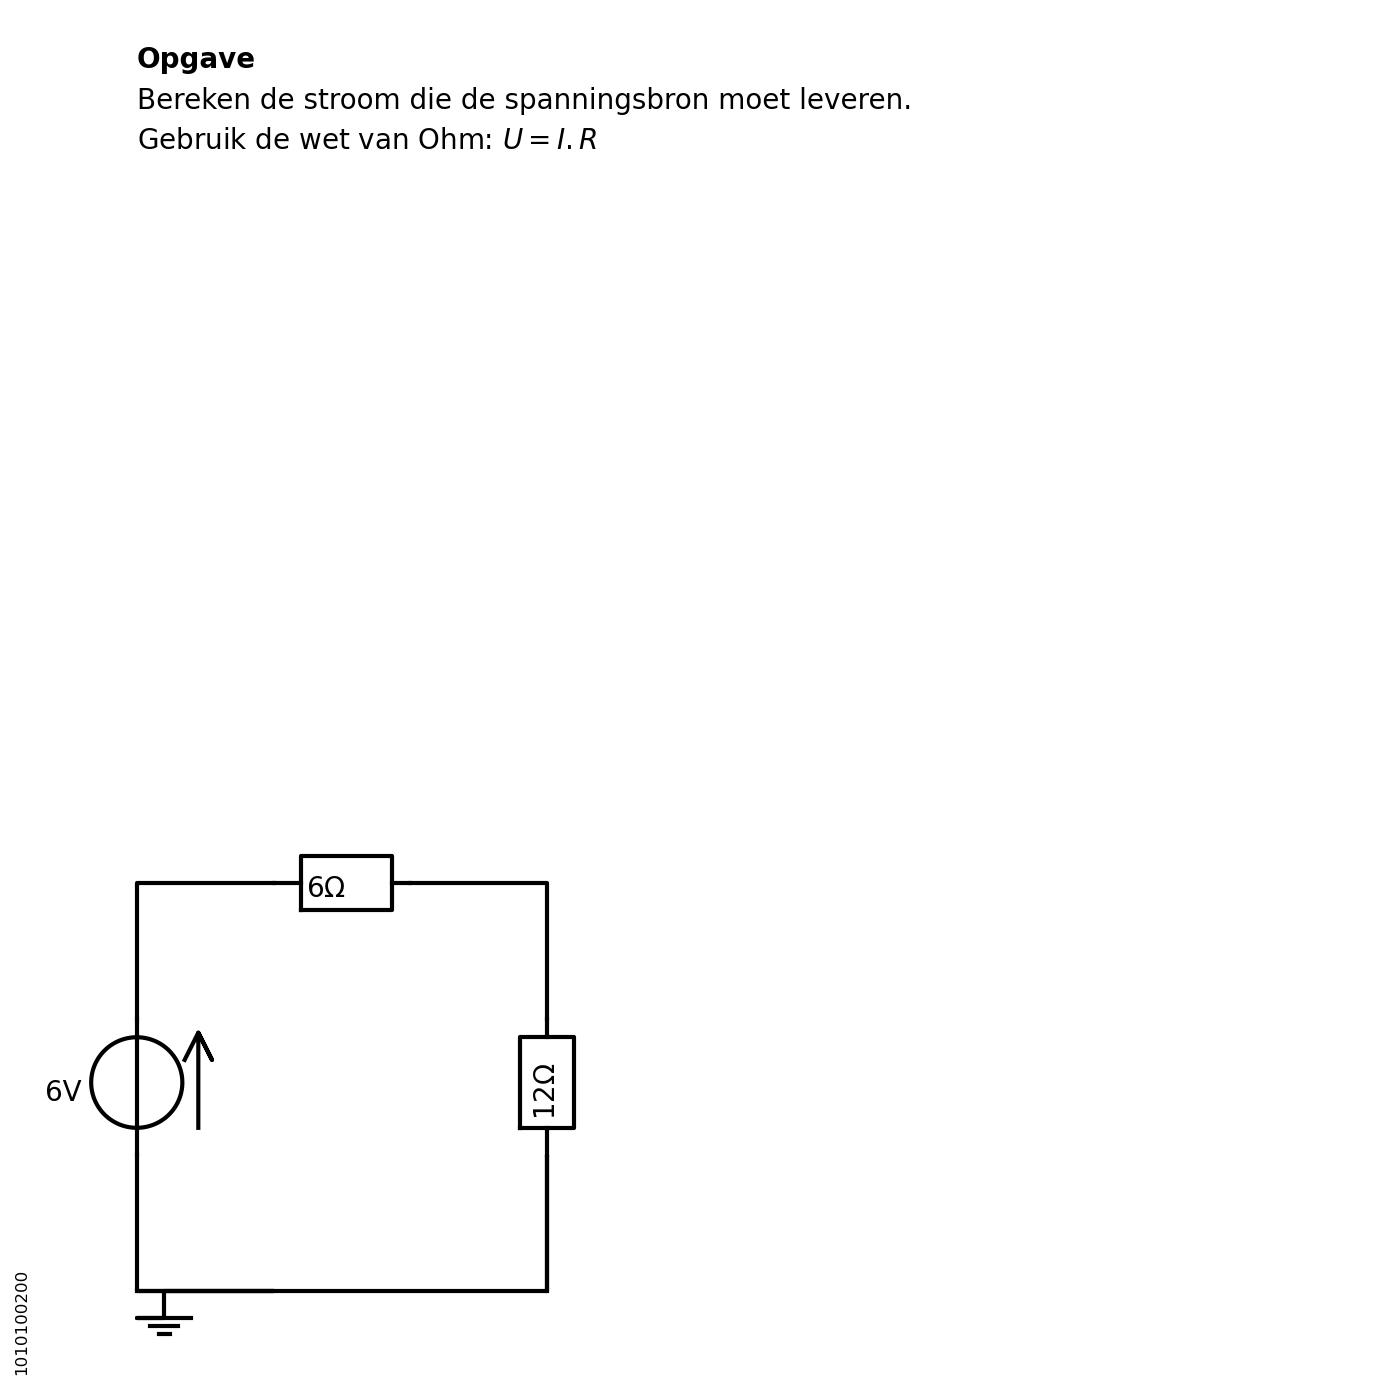 Opgave
Bereken de stroom die de spanningsbron moet leveren.
Gebruik de wet van Ohm: U = I.R
6Ω
6V
12Ω
1010100200